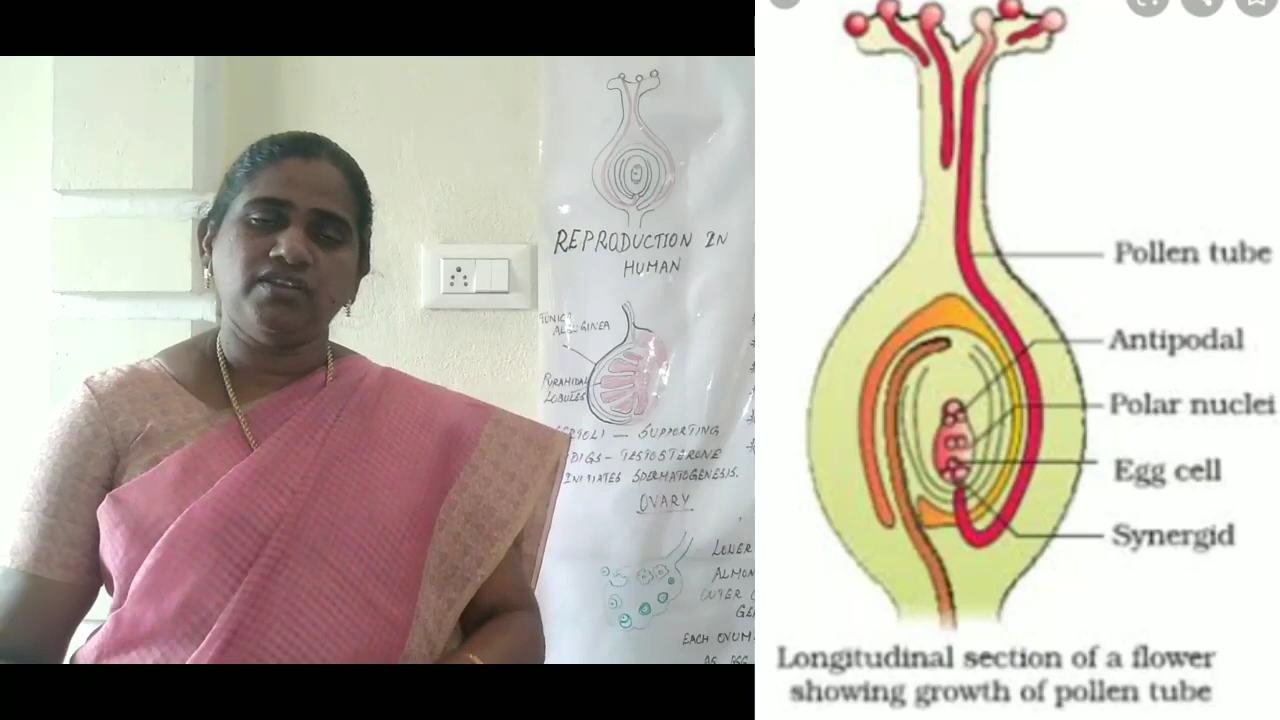 REPRODUCTION IN
HUMAN
TUNICA
ALBUGINEA
PYRAMIDAL
LOBULES
SUPPORTING
TESTOSTERONE
INITIATES SPERMATOGENESIS.
OVARY
EACH OVUM
Pollen tube
Antipodal
Polar nuclei
Egg cell
Synergid
Longitudinal section of a flower
showing growth of pollen tube